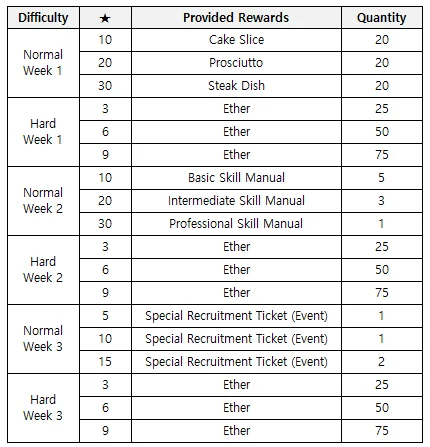 Difficulty ★ Provided Rewards Quantity
Normal Week 1 10 Cake Slice 20
20 Prosciutto 20
30 Steak Dish 20
Hard Week 1 3 Ether 25
6 Ether 50
9 Ether 75
Normal Week 2 10 Basic Skill Manual 5
20 Intermediate Skill Manual 3
30 Professional Skill Manual 1
Hard Week 2 3 Ether 25
6 Ether 50
9 Ether 75
Normal Week 3 5 Special Recruitment Ticket (Event) 1
10 Special Recruitment Ticket (Event) 1
15 Special Recruitment Ticket (Event) 2
Hard Week 3 3 Ether 25
6 Ether 50
9 Ether 75